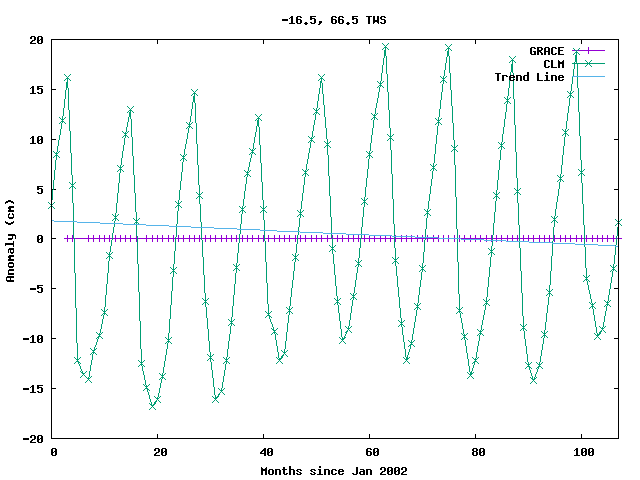 -16.5, 66.5 TWS
GRACE
CLM
Trend Line
20
15
10
5
0
-5
-10
-15
-20
Anomaly (cm)
0 20 40 60 80 100
Months since Jan 2002